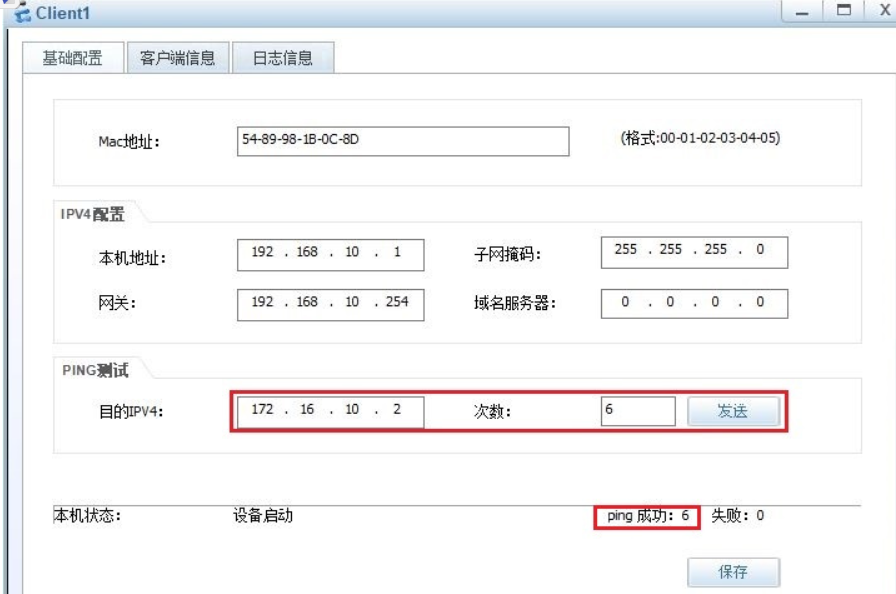 Client1
基础配置 客户端信息 日志信息
Mac地址: 54-89-98-1B-0C-8D (格式:00-01-02-03-04-05)
IPV4配置
本机地址: 192 . 168 . 10 . 1 子网掩码: 255 . 255 . 255 . 0
网关: 192 . 168 . 10 . 254 域名服务器: 0 . 0 . 0 . 0
PING测试
目的IPV4: 172 . 16 . 10 . 2 次数: 6 发送
本机状态: 设备启动 ping 成功: 6 失败: 0
保存